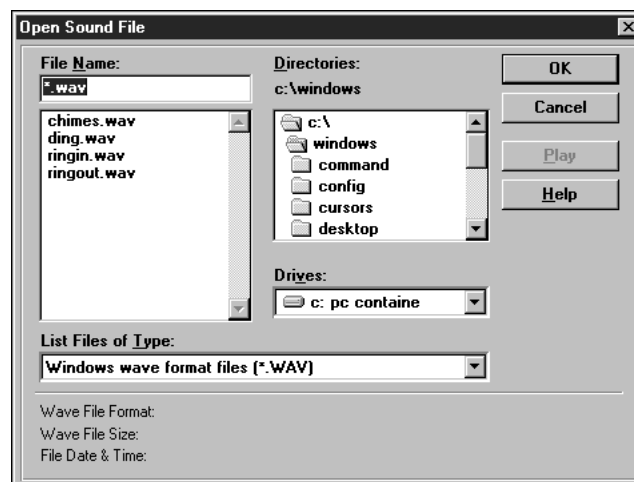 Open Sound File
File Name:
*.wav
chimes.wav
ding.wav
ringin.wav
ringout.wav
Directories:
c:\windows
c:\
windows
command
config
cursors
desktop
Drives:
c: pc containe
OK
Cancel
Play
Help
List Files of Type:
Windows wave format files (*.WAV)
Wave File Format:
Wave File Size:
File Date & Time: